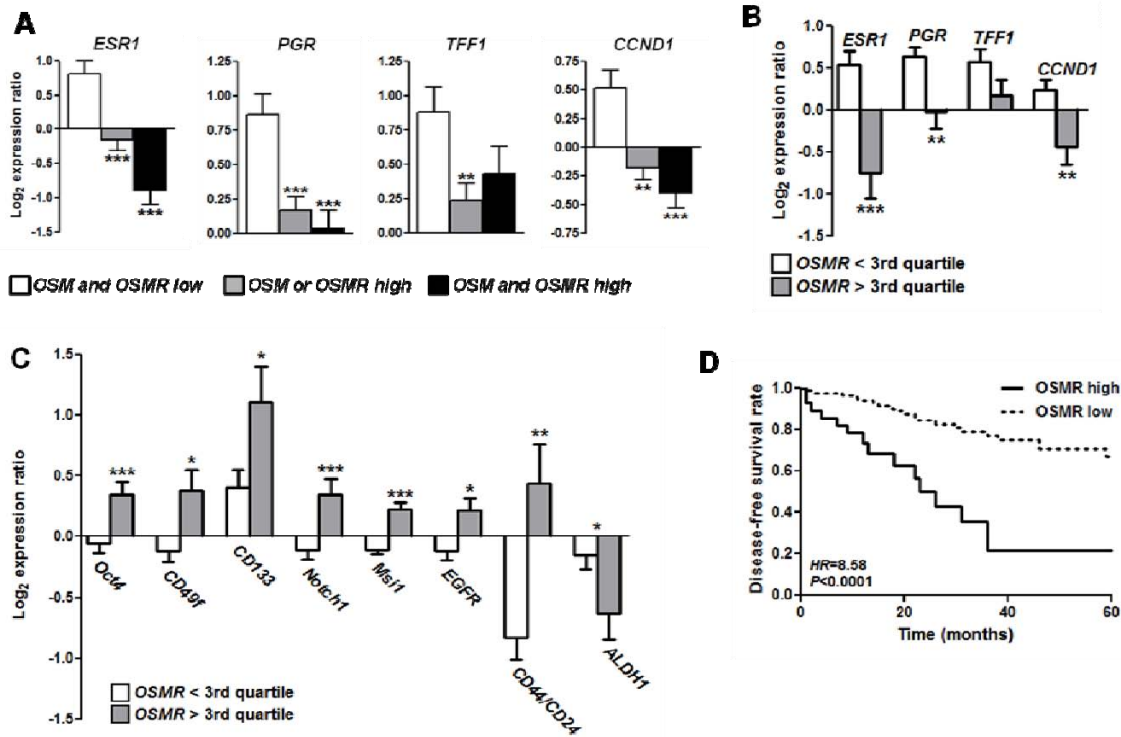 A
ESR1
PGR
TFF1
CCND1
Log2 expression ratio
1.0
0.5
0.0
-0.5
-1.0
-1.5
***
***
1.25
1.00
0.75
0.50
0.25
0.00
***
***
1.25
1.00
0.75
0.50
0.25
0.00
**
0.75
0.50
0.25
0.00
-0.25
-0.50
-0.75
**
***
OSM and OSMR low
OSM or OSMR high
OSM and OSMR high
B
Log2 expression ratio
1.0
0.5
0.0
-0.5
-1.0
-1.5
ESR1
PGR
TFF1
CCND1
***
**
**
OSMR < 3rd quartile
OSMR > 3rd quartile
C
Log2 expression ratio
1.5
1.0
0.5
0.0
-0.5
-1.0
-1.5
***
*
*
***
***
*
**
*
Oct4
CD49f
CD133
Notch1
Msi1
EGFR
CD44/CD24
ALDH1
OSMR < 3rd quartile
OSMR > 3rd quartile
D
Disease-free survival rate
1.0
0.8
0.6
0.4
0.2
0.0
OSMR high
OSMR low
HR=8.58
P<0.0001
0
20
40
60
Time (months)